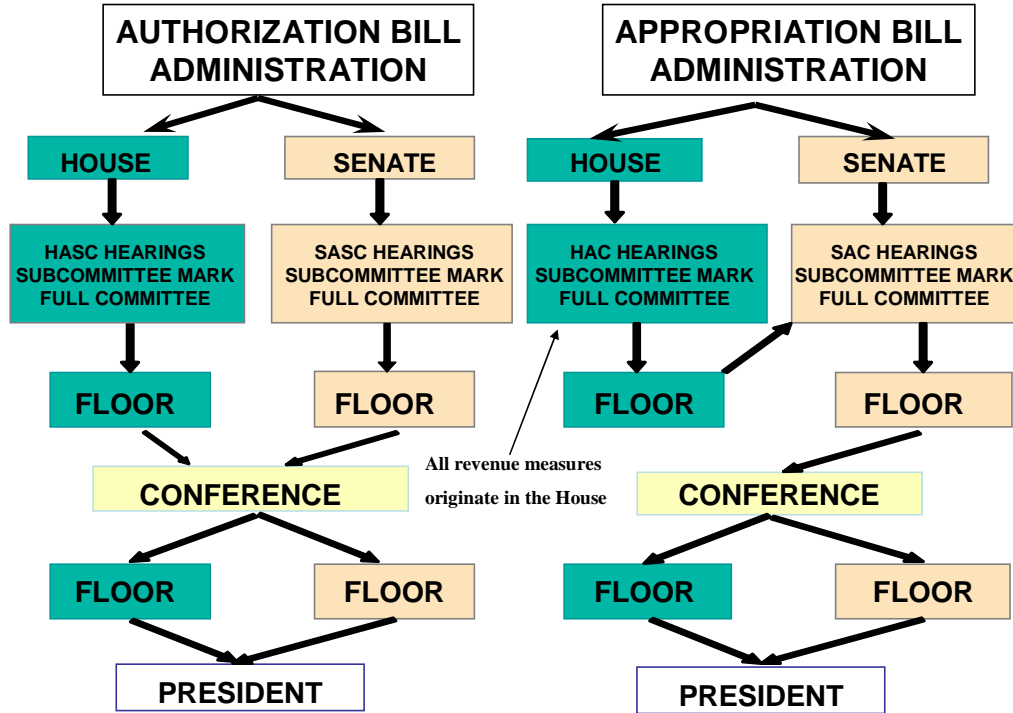 AUTHORIZATION BILL
ADMINISTRATION
HOUSE
SENATE
HASC HEARINGS
SUBCOMMITTEE MARK
FULL COMMITTEE
SASC HEARINGS
SUBCOMMITTEE MARK
FULL COMMITTEE
FLOOR
FLOOR
CONFERENCE
FLOOR
FLOOR
PRESIDENT
APPROPRIATION BILL
ADMINISTRATION
HOUSE
SENATE
HAC HEARINGS
SUBCOMMITTEE MARK
FULL COMMITTEE
SAC HEARINGS
SUBCOMMITTEE MARK
FULL COMMITTEE
FLOOR
FLOOR
All revenue measures
originate in the House
CONFERENCE
FLOOR
FLOOR
PRESIDENT